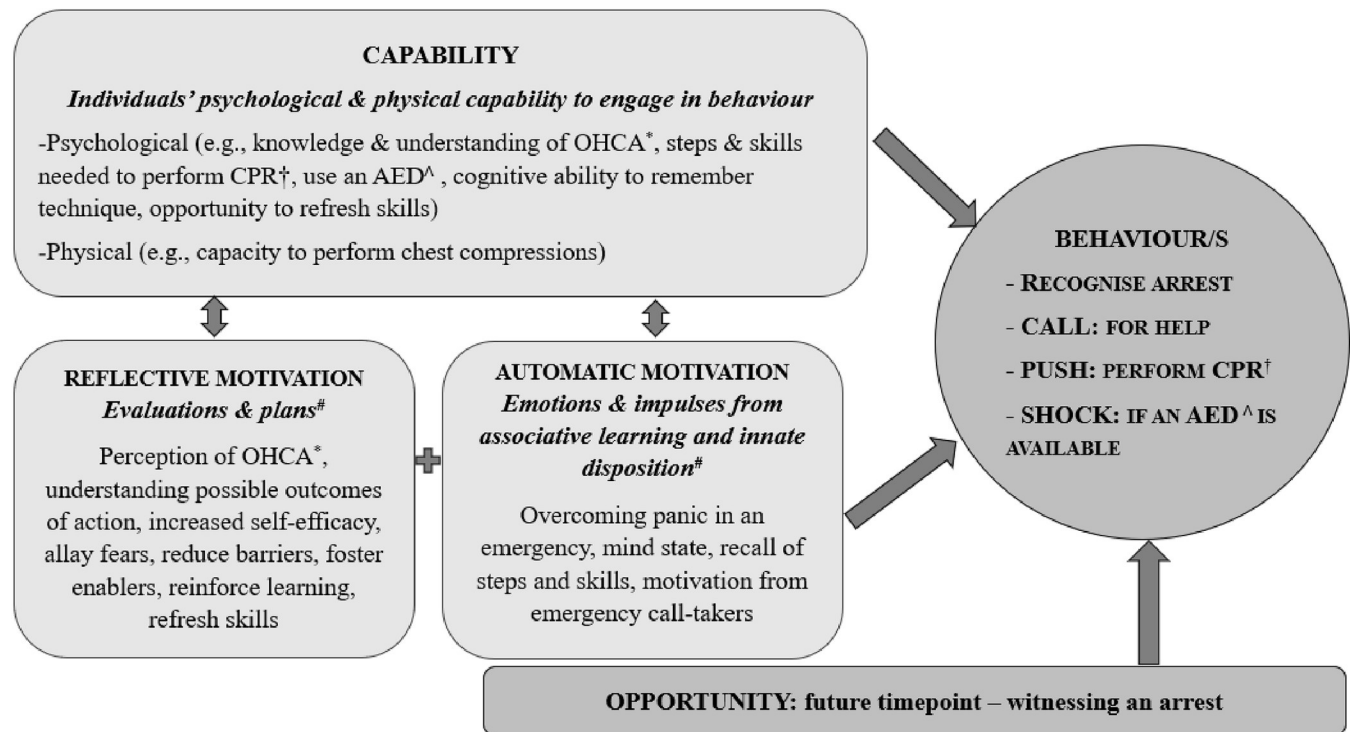 CAPABILITY
Individuals’ psychological & physical capability to engage in behaviour
-Psychological (e.g., knowledge & understanding of OHCA*, steps & skills
needed to perform CPR†, use an AED^ , cognitive ability to remember
technique, opportunity to refresh skills)
-Physical (e.g., capacity to perform chest compressions)
REFLECTIVE MOTIVATION
Evaluations & plans#
Perception of OHCA*,
understanding possible outcomes
of action, increased self-efficacy,
allay fears, reduce barriers, foster
enablers, reinforce learning,
refresh skills
AUTOMATIC MOTIVATION
Emotions & impulses from
associative learning and innate
disposition#
Overcoming panic in an
emergency, mind state, recall of
steps and skills, motivation from
emergency call-takers
BEHAVIOUR/S
- RECOGNISE ARREST
- CALL: FOR HELP
- PUSH: PERFORM CPR†
- SHOCK: IF AN AED ^ IS
AVAILABLE
OPPORTUNITY: future timepoint – witnessing an arrest